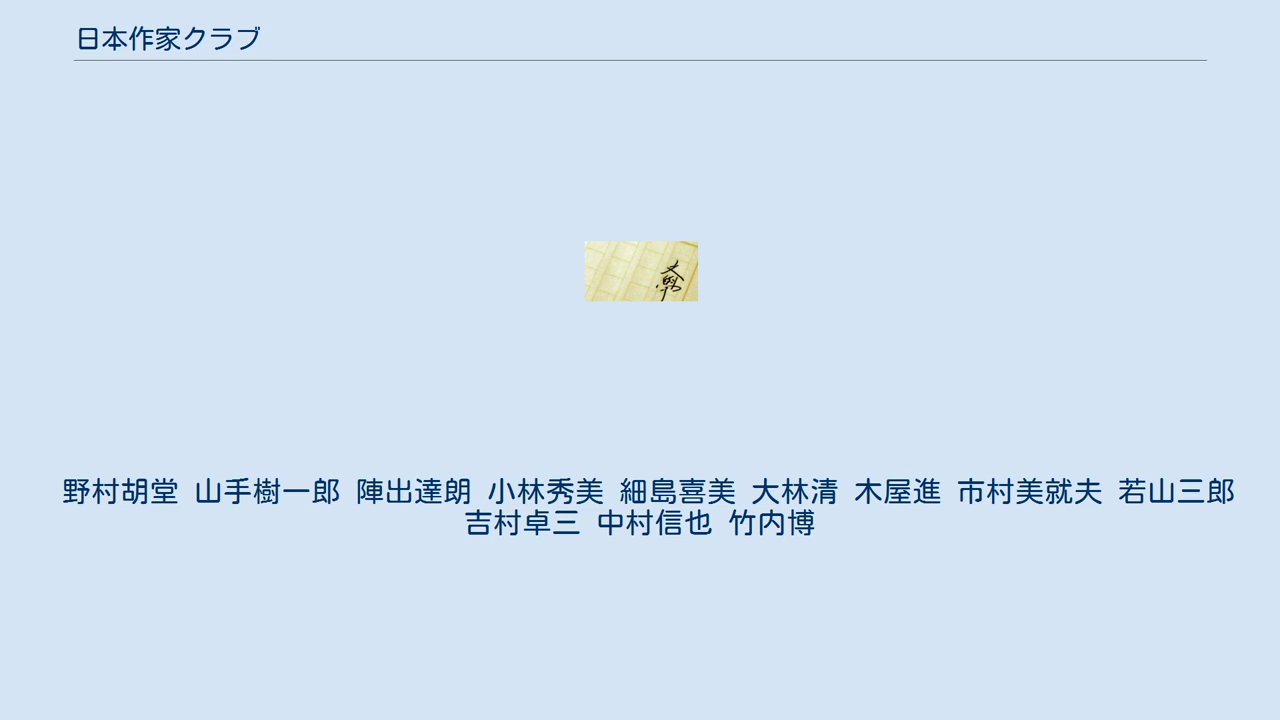 日本作家クラブ
野村胡堂 山手樹一郎 陣出達朗 小林秀美 細島喜美 大林清 木屋進 市村美就夫 若山三郎
吉村卓三 中村信也 竹内博